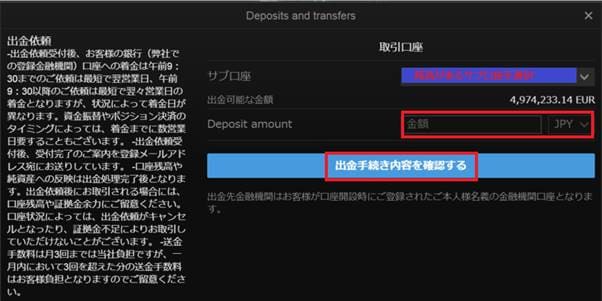 Deposits and transfers
出金依頼
-出金依頼受付後、お客様の銀行（弊社で
の登録金融機関）口座への着金は午前9：
30までのご依頼は最短で翌営業日、午前
9：30以降のご依頼は最短で翌々営業日の
着金となりますが、状況によって着金日が
異なります。資金振替やポジション決済の
タイミングによっては、着金までに数営業
日要することもございます。 -出金依頼受
付後、受付完了のご案内を登録メールアド
レス宛にお送りしています。 -口座残高や
純資産への反映は出金処理完了後となりま
す。出金依頼後にお取引される場合には、
口座残高や証拠金余力にご留意ください。
口座状況によっては、出金依頼がキャンセ
ルとなったり、証拠金不足によりお取引し
ていただけないことがございます。 -送金
手数料は月3回までは当社負担ですが、一
月内において3回を超えた分の送金手数料
はお客様負担となりますのでご留意くださ
い。
取引口座
サブ口座
残高があるサブ口座を選択
出金可能な金額 4,974,233.14 EUR
Deposit amount 金額 JPY
出金手続き内容を確認する
出金先金融機関はお客様が口座開設時にご登録されたご本人様名義の金融機関口座となりま
す。